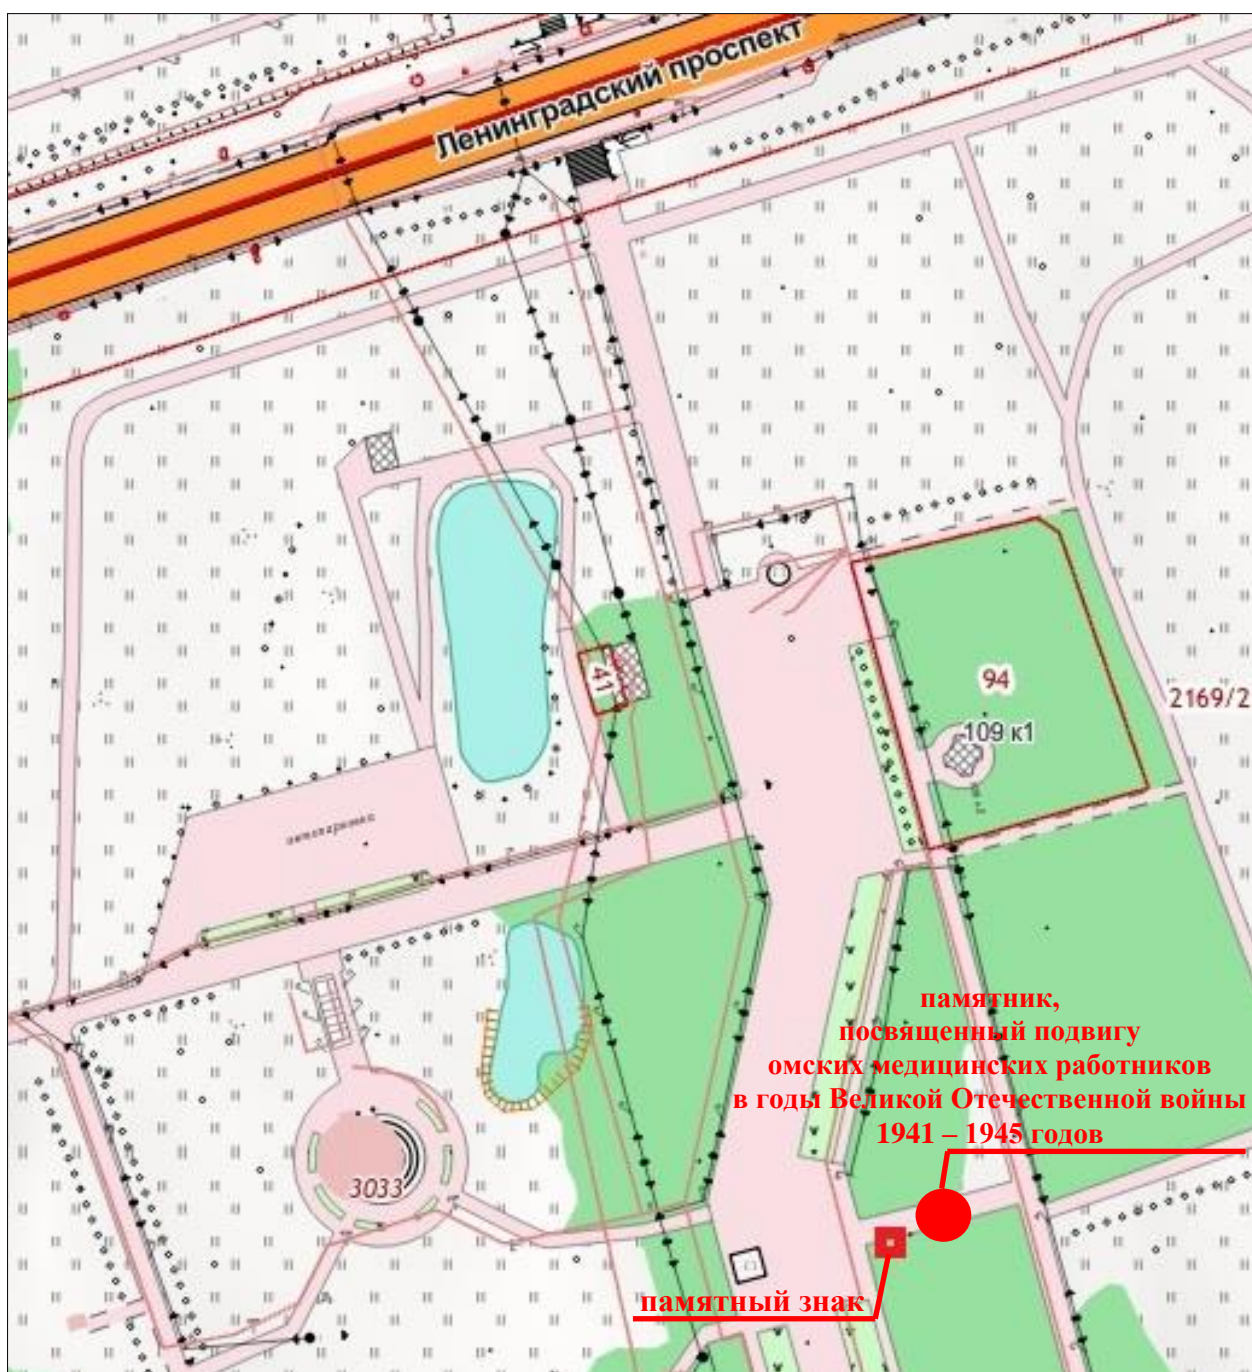 Ленинградский проспект
41
94
2169/2
109 к1
памятник,
посвященный подвигу
омских медицинских работников
в годы Великой Отечественной войны
1941 – 1945 годов
3033
памятный знак